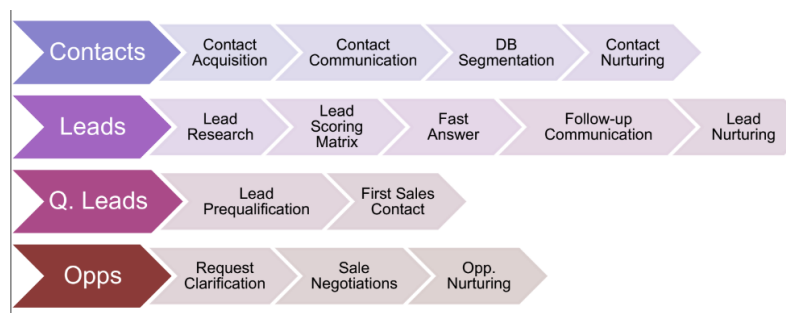 Contacts
Contact
Acquisition
Contact
Communication
DB
Segmentation
Contact
Nurturing
Leads
Lead
Research
Lead
Scoring
Matrix
Fast
Answer
Follow-up
Communication
Lead
Nurturing
Q. Leads
Lead
Prequalification
First Sales
Contact
Opps
Request
Clarification
Sale
Negotiations
Opp.
Nurturing